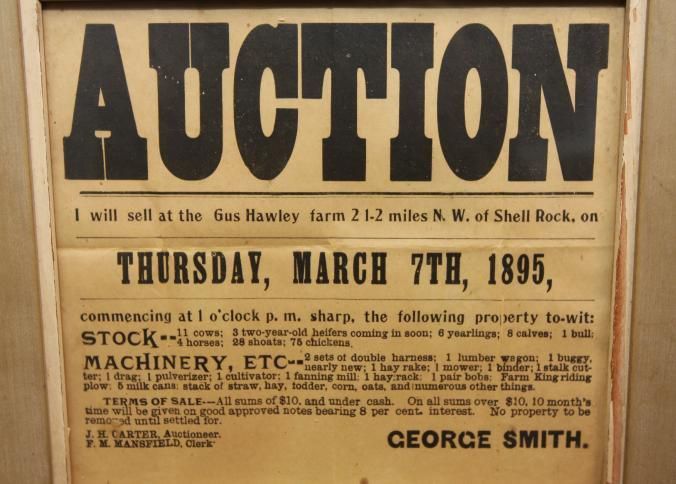 AUCTION
I will sell at the Gus Hawley farm 2 1-2 miles N. W. of Shell Rock, on
THURSDAY, MARCH 7TH, 1895,
commencing at 1 o'clock p. m. sharp, the following property to-wit:
STOCK--11 cows; 3 two-year-old heifers coming in soon; 6 yearlings; 8 calves; 1 bull;
4 horses; 28 shoats; 75 chickens.
MACHINERY, ETC--2 sets of double harness; 1 lumber wagon; 1 buggy,
nearly new; 1 hay rake; 1 mower; 1 binder; 1 stalk cut-
ter; 1 drag; 1 pulverizer; 1 cultivator; 1 fanning mill; 1 hay rack; 1 pair bobs; Farm King riding
plow; 5 milk cans; stack of straw, hay, fodder, corn, oats, and numerous other things.
TERMS OF SALE---All sums of $10, and under cash. On all sums over $10, 10 month's
time will be given on good approved notes bearing 8 per cent. interest. No property to be
removed until settled for.
J. H. CARTER, Auctioneer.
F. M. MANSFIELD, Clerk
GEORGE SMITH.